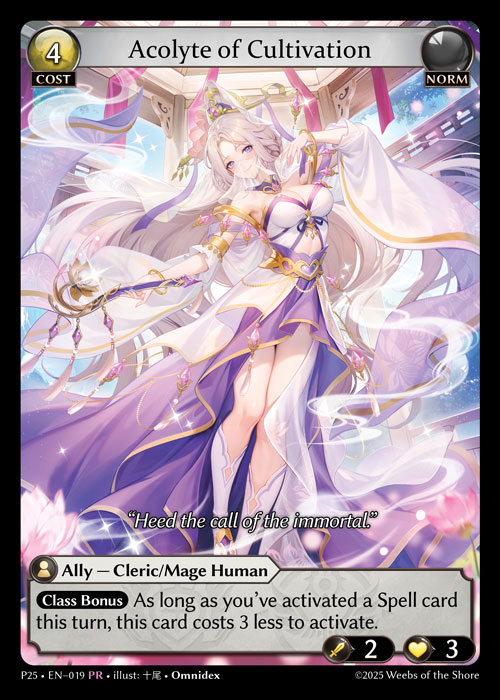 4
COST
Acolyte of Cultivation
NORM
“Heed the call of the immortal.”
Ally — Cleric/Mage Human
Class Bonus As long as you’ve activated a Spell card
this turn, this card costs 3 less to activate.
2
3
P25 • EN–019 PR • illust: 十尾 • Omnidex
©2025 Weebs of the Shore